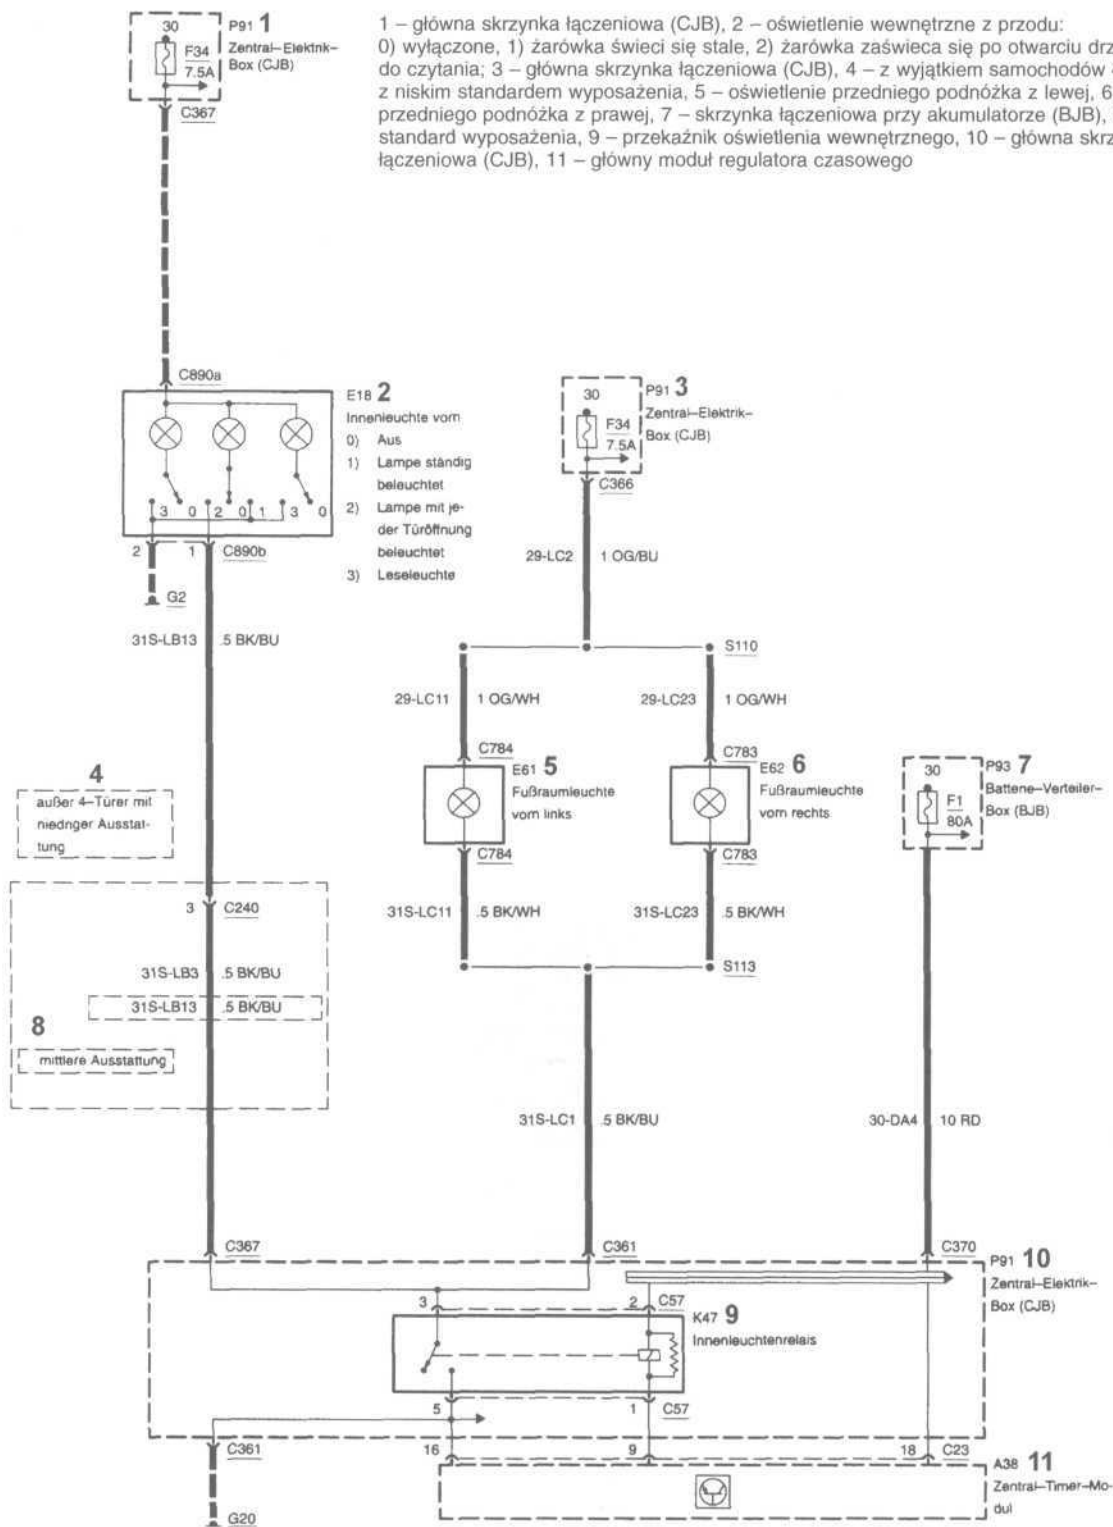 1 – główna skrzynka łączeniowa (CJB), 2 – oświetlenie wewnętrzne z przodu:
0) wyłączone, 1) żarówka świeci się stale, 2) żarówka zaświeca się po otwarciu
do czytania; 3 – główna skrzynka łączeniowa (CJB), 4 – z wyjątkiem samochodów
z niskim standardem wyposażenia, 5 – oświetlenie przedniego podnóżka z lewej, 6
przedniego podnóżka z prawej, 7 – skrzynka łączeniowa przy akumulatorze (BJB),
standard wyposażenia, 9 – przekaźnik oświetlenia wewnętrznego, 10 – główna
łączeniowa (CJB), 11 – główny moduł regulatora czasowego
30
F34
7.5A
P91 1
Zentral–Elektrik–
Box (CJB)
C367
C890a
E18 2
Innenleuchte vorn
0) Aus
1) Lampe ständig
beleuchtet
2) Lampe mit je-
der Türöffnung
beleuchtet
3) Leseleuchte
3 0 2 0 1 3 0
2 1 C890b
G2
31S-LB13 .5 BK/BU
30
F34
7.5A
P91 3
Zentral–Elektrik–
Box (CJB)
C366
29-LC2 1 OG/BU
S110
29-LC11 1 OG/WH
29-LC23 1 OG/WH
C784
C783
E61 5
Fußraumleuchte
vorn links
E62 6
Fußraumleuchte
vorn rechts
C784
C783
31S-LC11 .5 BK/WH
31S-LC23 .5 BK/WH
S113
30
F1
80A
P93 7
Batterie–Verteiler–
Box (BJB)
4
außer 4–Türer mit
niedriger Ausstat-
tung
3 C240
31S-LB3 .5 BK/BU
31S-LB13 .5 BK/BU
8
mittlere Ausstattung
31S-LC1 .5 BK/BU
30-DA4 10 RD
C367
C361
C370
P91 10
Zentral–Elektrik–
Box (CJB)
3 2 C57
K47 9
Innenleuchtenrelais
5 1 C57
C361
16 9 18 C23
A38 11
Zentral–Timer–Mo-
dul
G20